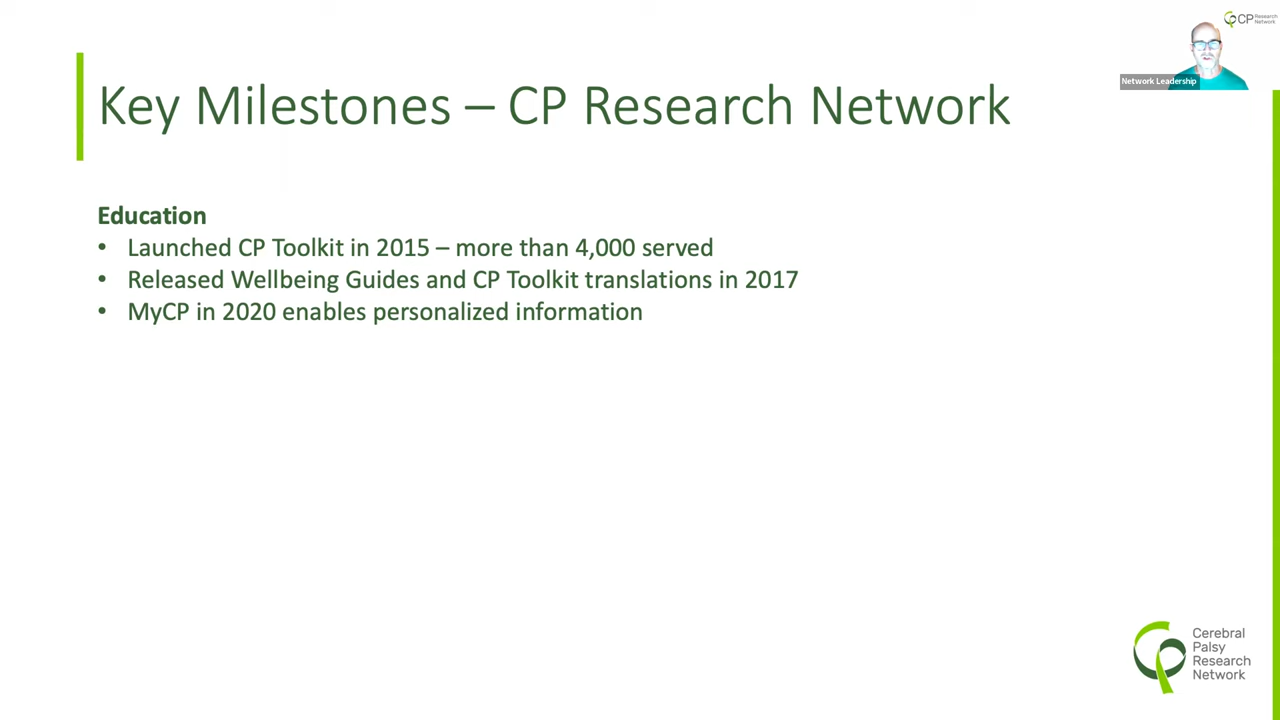 CP Research
Network
Network Leadership
Key Milestones – CP Research Network
Education
• Launched CP Toolkit in 2015 – more than 4,000 served
• Released Wellbeing Guides and CP Toolkit translations in 2017
• MyCP in 2020 enables personalized information
Cerebral
Palsy
Research
Network